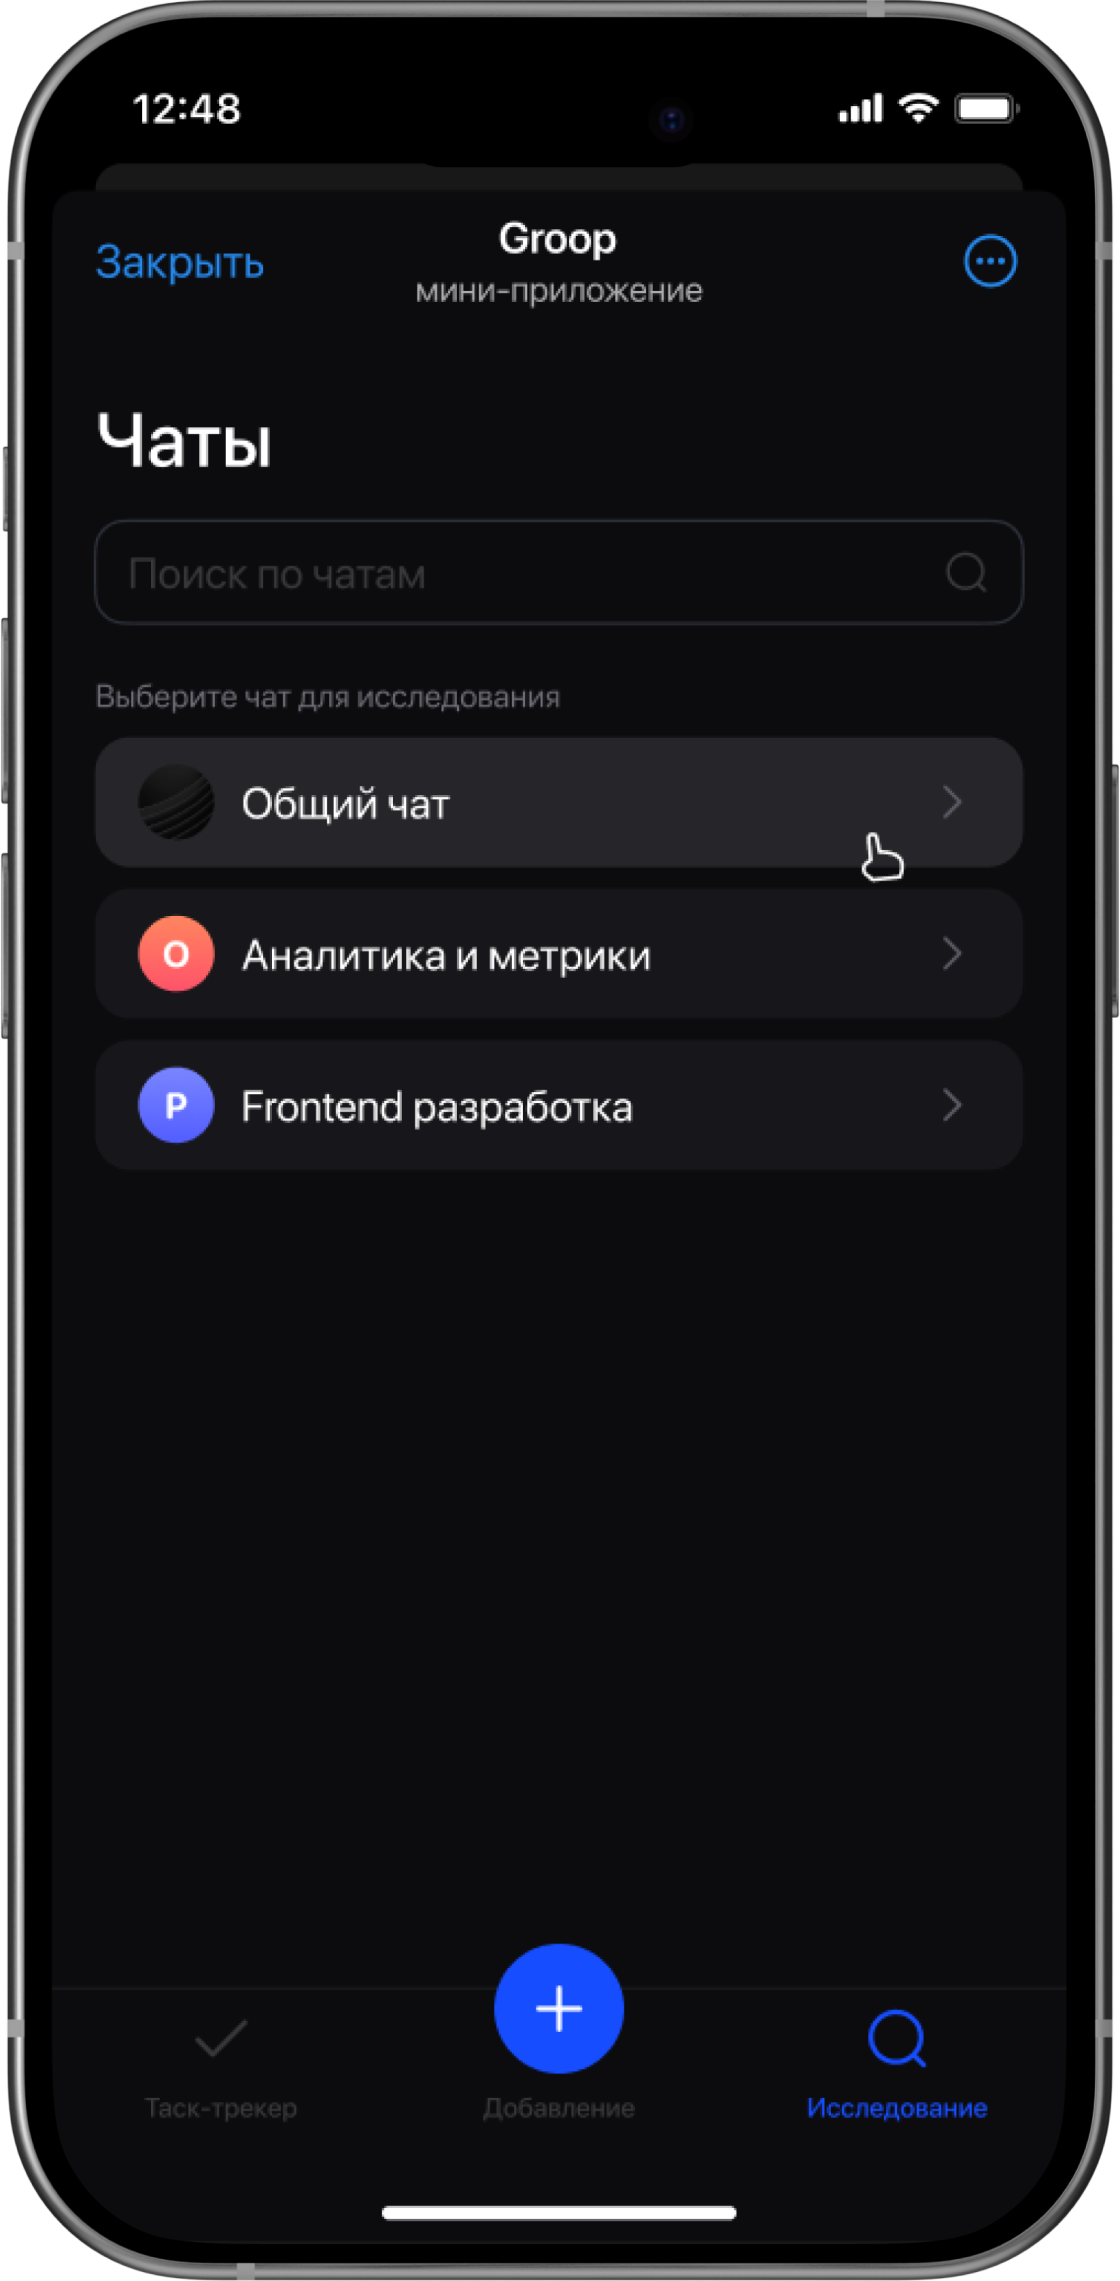 12:48
Закрыть
Groop
мини-приложение
Чаты
Поиск по чатам
Выберите чат для исследования
Общий чат
O
Аналитика и метрики
P
Frontend разработка
Таск-трекер
Добавление
Исследование